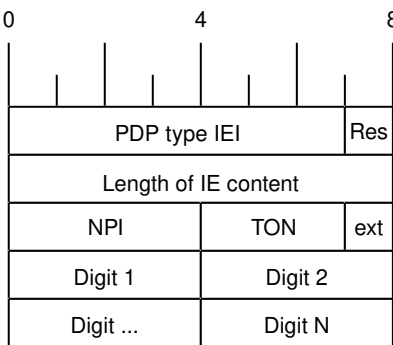 0 4 8
PDP type IEI Res
Length of IE content
NPI TON ext
Digit 1 Digit 2
Digit ... Digit N